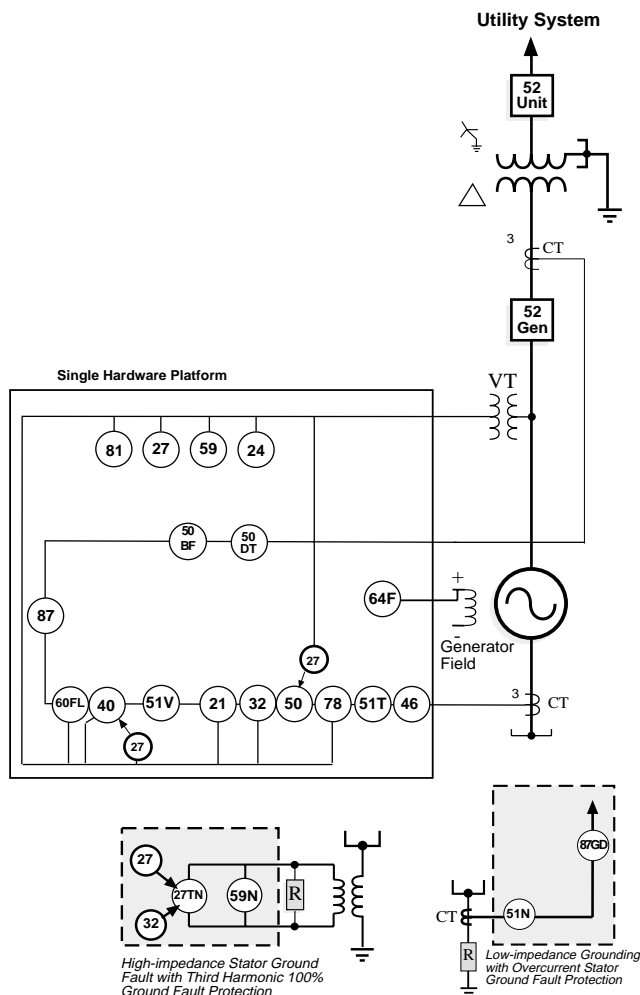 Utility System
52
Unit
3
CT
52
Gen
Single Hardware Platform
VT
81
27
59
24
50
BF
50
DT
87
64F
+
-
Generator
Field
27
60FL
40
51V
21
32
50
78
51T
46
3
CT
27
27
27TN
59N
R
32
High-impedance Stator Ground
Fault with Third Harmonic 100%
Ground Fault Protection
87GD
CT
51N
R
Low-impedance Grounding
with Overcurrent Stator
Ground Fault Protection